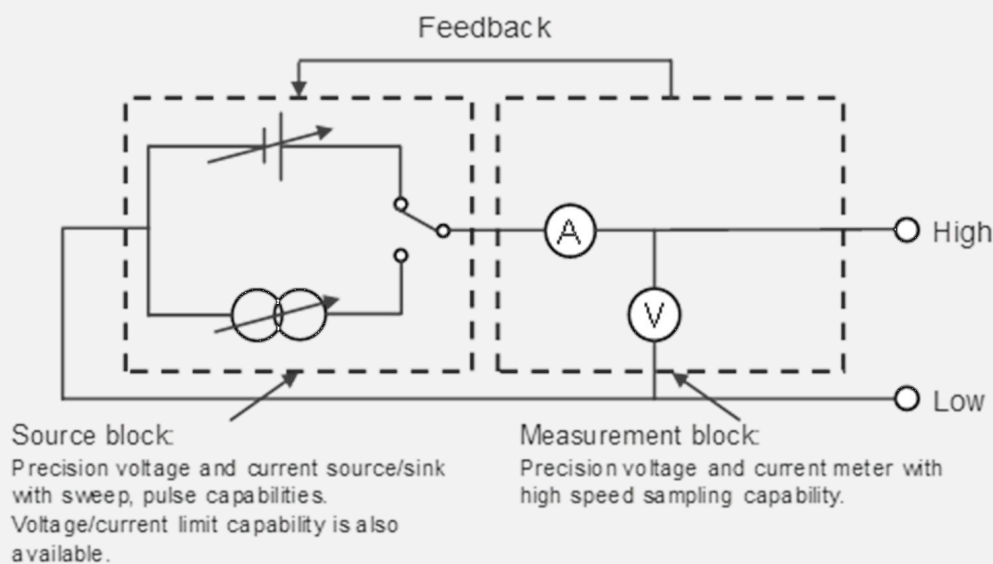 Feedback
A
High
V
Low
Source block:
Precision voltage and current source/sink
with sweep, pulse capabilities.
Voltage/current limit capability is also
available.
Measurement block:
Precision voltage and current meter with
high speed sampling capability.